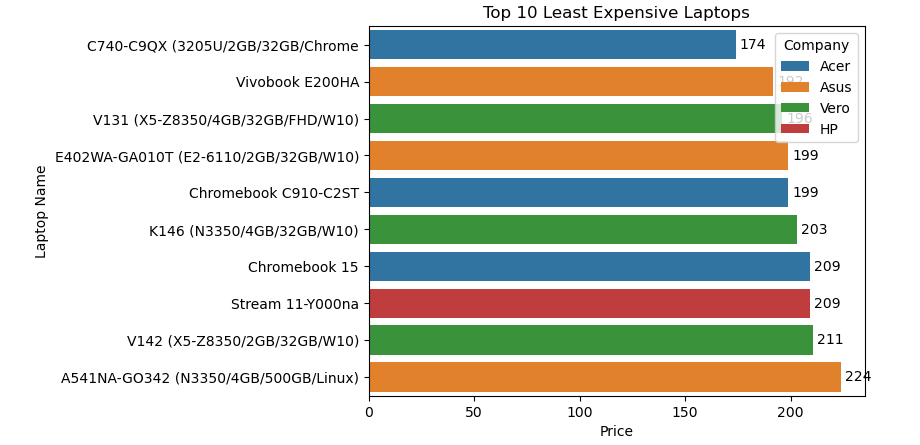 Top 10 Least Expensive Laptops
Laptop Name
C740-C9QX (3205U/2GB/32GB/Chrome
Vivobook E200HA
V131 (X5-Z8350/4GB/32GB/FHD/W10)
E402WA-GA010T (E2-6110/2GB/32GB/W10)
Chromebook C910-C2ST
K146 (N3350/4GB/32GB/W10)
Chromebook 15
Stream 11-Y000na
V142 (X5-Z8350/2GB/32GB/W10)
A541NA-GO342 (N3350/4GB/500GB/Linux)
174
192
196
199
199
203
209
209
211
224
Company
Acer
Asus
Vero
HP
0 50 100 150 200
Price